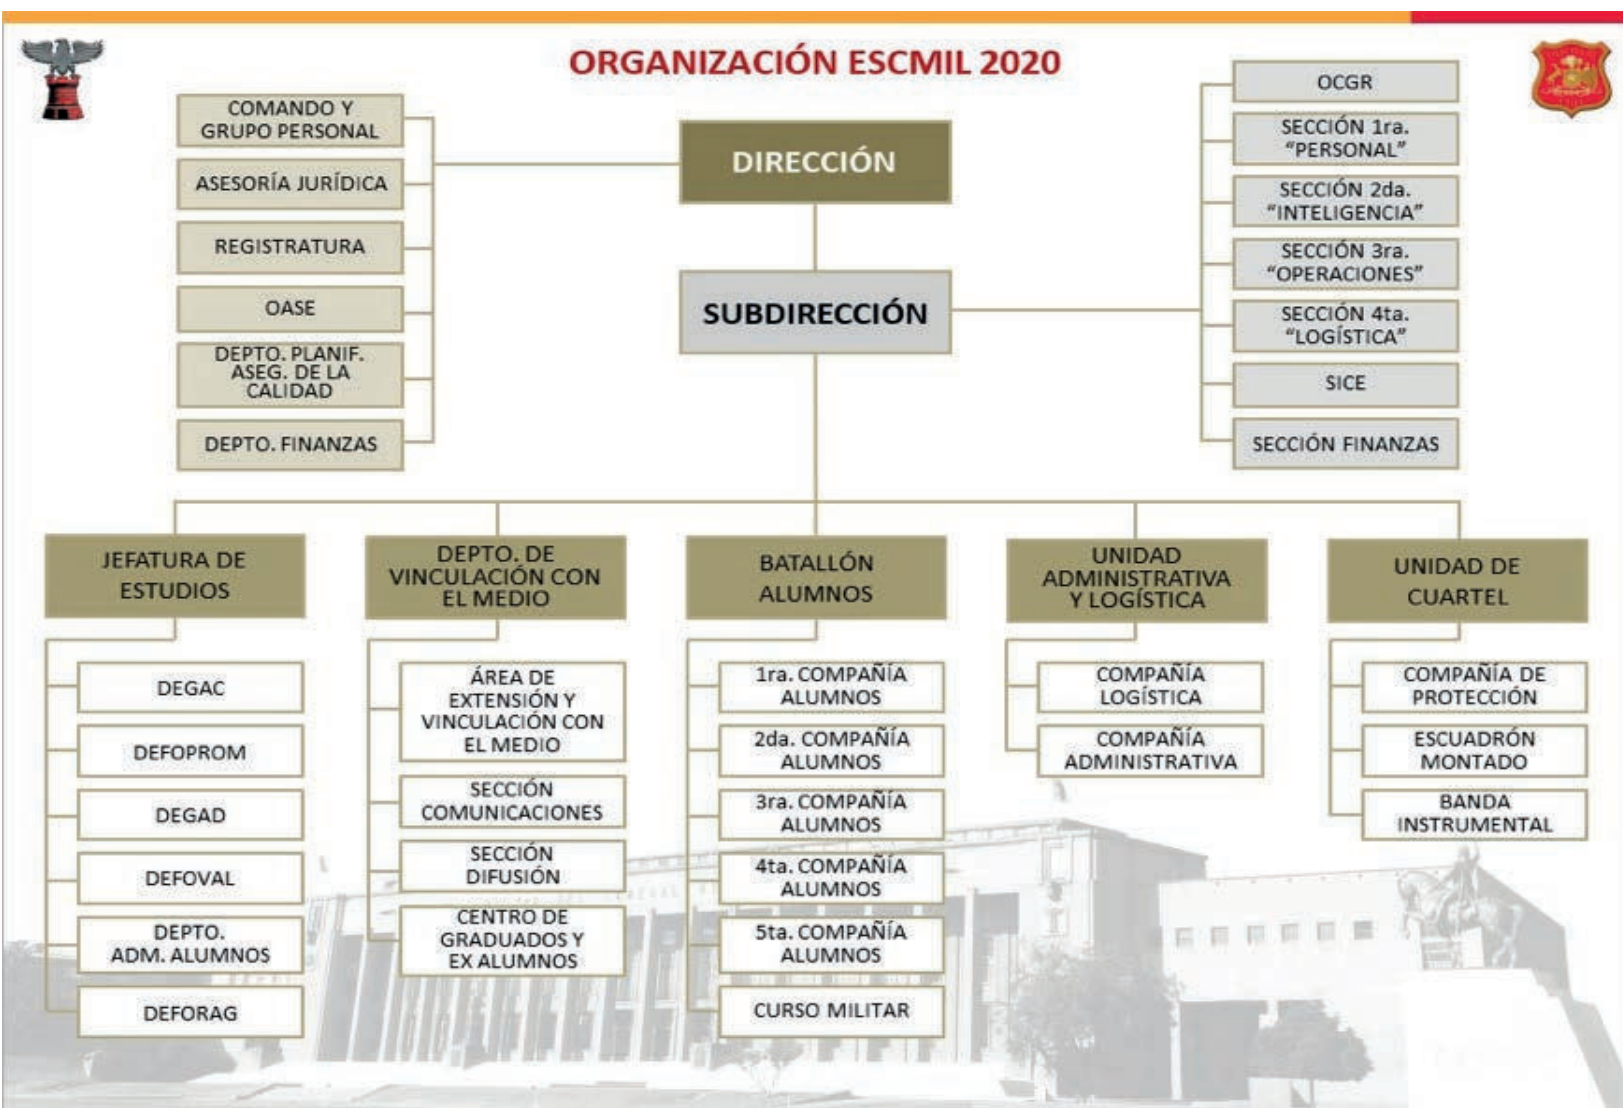 ORGANIZACIÓN ESCMIL 2020
COMANDO Y
GRUPO PERSONAL
ASESORÍA JURÍDICA
REGISTRATURA
OASE
DEPTO. PLANIF.
ASEG. DE LA
CALIDAD
DEPTO. FINANZAS
DIRECCIÓN
SUBDIRECCIÓN
OCGR
SECCIÓN 1ra.
“PERSONAL”
SECCIÓN 2da.
“INTELIGENCIA”
SECCIÓN 3ra.
“OPERACIONES”
SECCIÓN 4ta.
“LOGÍSTICA”
SICE
SECCIÓN FINANZAS
JEFATURA DE
ESTUDIOS
DEGAC
DEFOPROM
DEGAD
DEFOVAL
DEPTO.
ADM. ALUMNOS
DEFORAG
DEPTO. DE
VINCULACIÓN CON
EL MEDIO
ÁREA DE
EXTENSIÓN Y
VINCULACIÓN CON
EL MEDIO
SECCIÓN
COMUNICACIONES
SECCIÓN
DIFUSIÓN
CENTRO DE
GRADUADOS Y
EX ALUMNOS
BATALLÓN
ALUMNOS
1ra. COMPAÑÍA
ALUMNOS
2da. COMPAÑÍA
ALUMNOS
3ra. COMPAÑÍA
ALUMNOS
4ta. COMPAÑÍA
ALUMNOS
5ta. COMPAÑÍA
ALUMNOS
CURSO MILITAR
UNIDAD
ADMINISTRATIVA
Y LOGÍSTICA
COMPAÑÍA
LOGÍSTICA
COMPAÑÍA
ADMINISTRATIVA
UNIDAD DE
CUARTEL
COMPAÑÍA DE
PROTECCIÓN
ESCUADRÓN
MONTADO
BANDA
INSTRUMENTAL